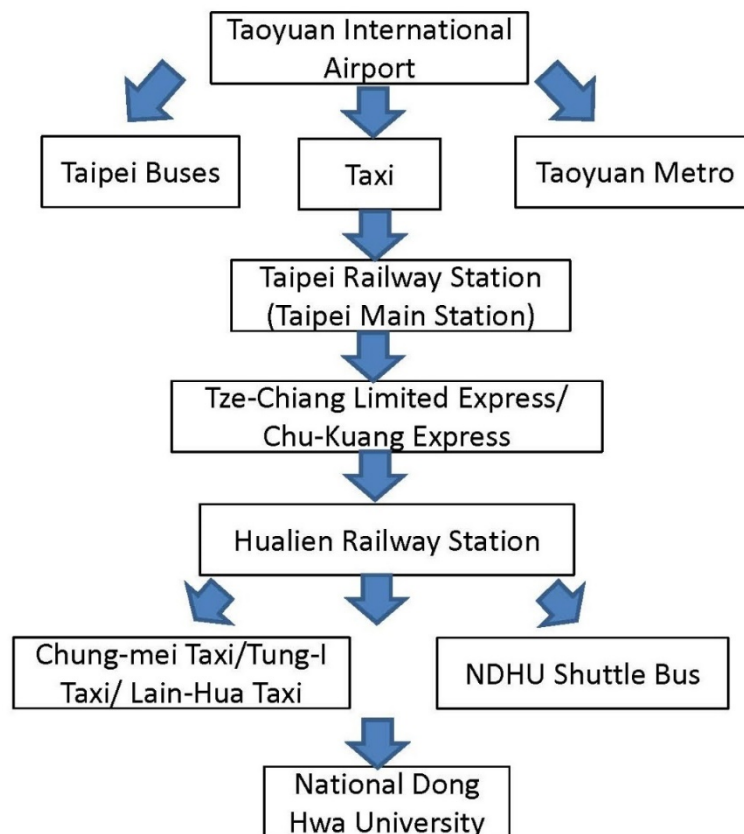 Taoyuan International
Airport
Taipei Buses
Taxi
Taoyuan Metro
Taipei Railway Station
(Taipei Main Station)
Tze-Chiang Limited Express/
Chu-Kuang Express
Hualien Railway Station
Chung-mei Taxi/Tung-I
Taxi/ Lain-Hua Taxi
NDHU Shuttle Bus
National Dong
Hwa University